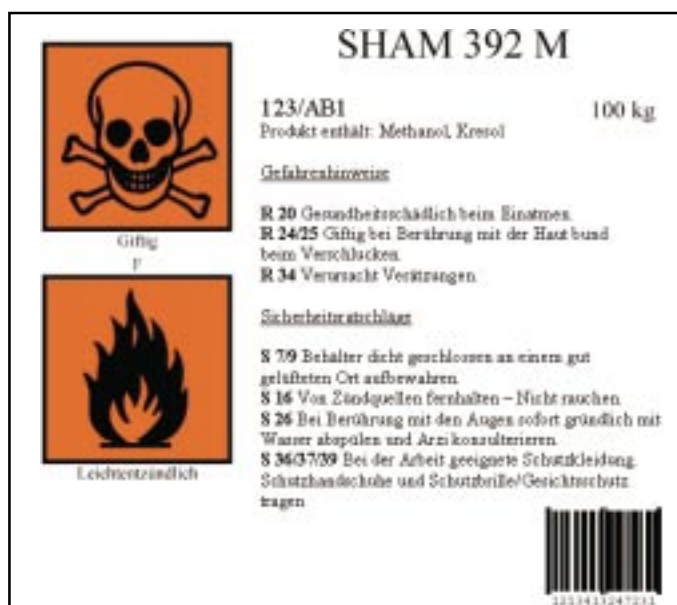 SHAM 392 M
123/AB1 100 kg
Produkt enthält: Methanol, Kresol
Gefahrenhinweise
R 20 Gesundheitsschädlich beim Einatmen.
R 24/25 Giftig bei Berührung mit der Haut bund
beim Verschlucken.
R 34 Verursacht Verätzungen.
Sicherheitsratschläge
S 7/9 Behälter dicht geschlossen an einem gut
gelüfteten Ort aufbewahren
S 16 Von Zündquellen fernhalten – Nicht rauchen.
S 26 Bei Berührung mit den Augen sofort gründlich mit
Wasser abspülen und Arzt konsulterieren.
S 36/37/39 Bei der Arbeit geeignete Schutzkleidung.
Schutzhandschuhe und Schutzbrille/Gesichtsschutz
tragen
Giftig
F
Leichtentzündlich